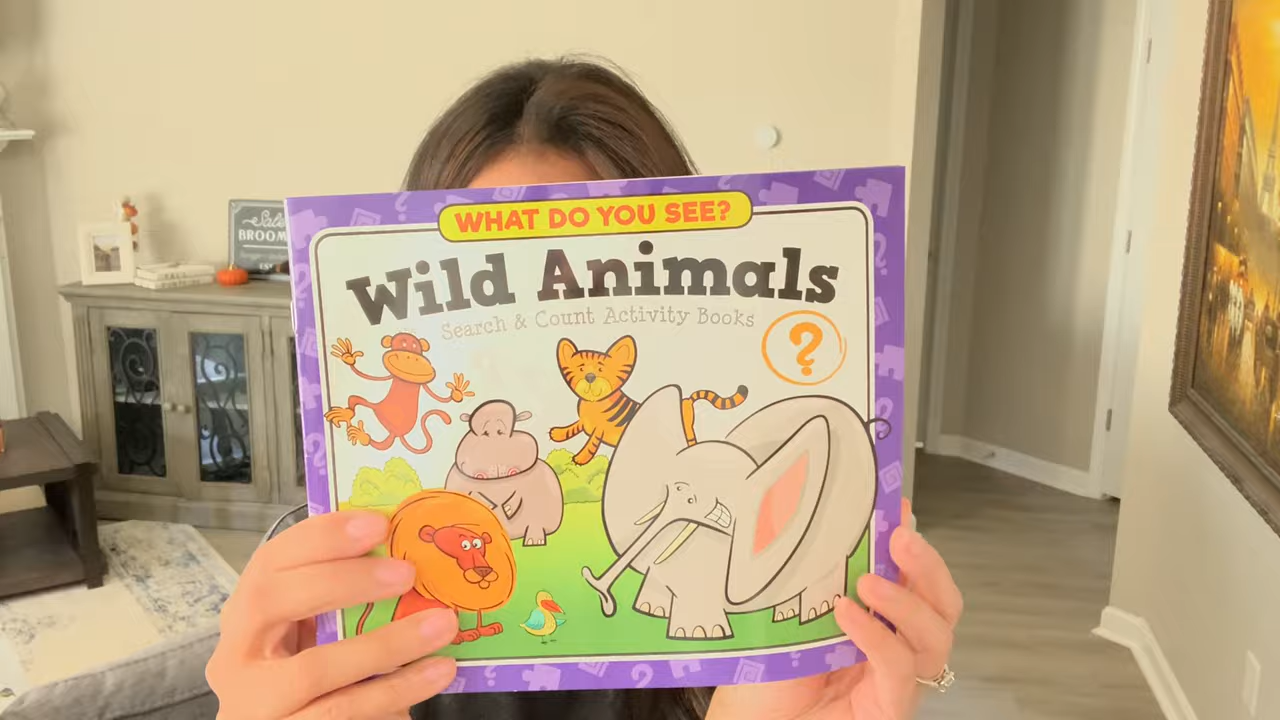 WHAT DO YOU SEE?
Wild Animals
Search & Count Activity Books
?
BROOM